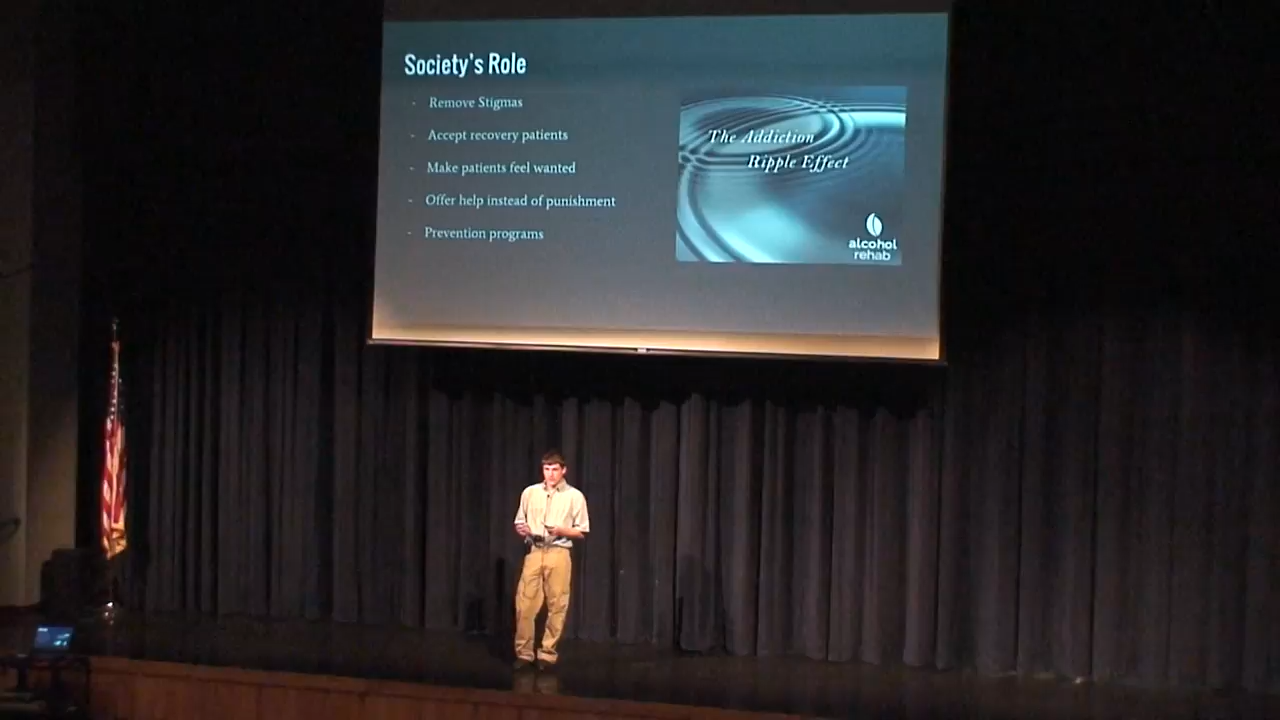 Society's Role
- Remove Stigmas
- Accept recovery patients
- Make patients feel wanted
- Offer help instead of punishment
- Prevention programs
The Addiction
Ripple Effect
alcohol
rehab